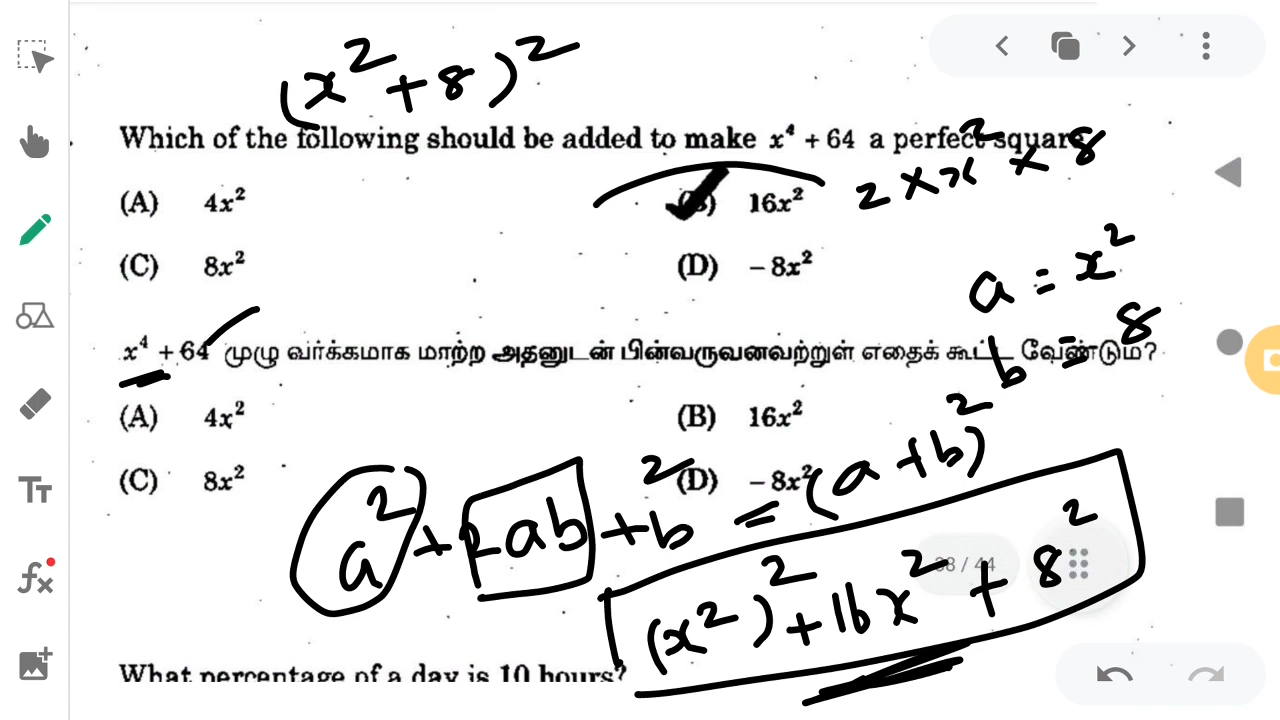 (x²+8)²
Which of the following should be added to make x⁴ + 64 a perfect square
2 × x² × 8
(A) 4x² (B) 16x²
(C) 8x² (D) – 8x²
a = x²
b = 8
x⁴ + 64 முழு வர்க்கமாக மாற்ற அதனுடன் பின்வருவனவற்றுள் எதைக் கூட்ட வேண்டும்?
(A) 4x² (B) 16x²
(C) 8x² (D) – 8x²
a² + 2ab + b² = (a+b)²
38 / 44
(x²)² + 16x² + 8²
What percentage of a day is 10 hours?
TT
fx